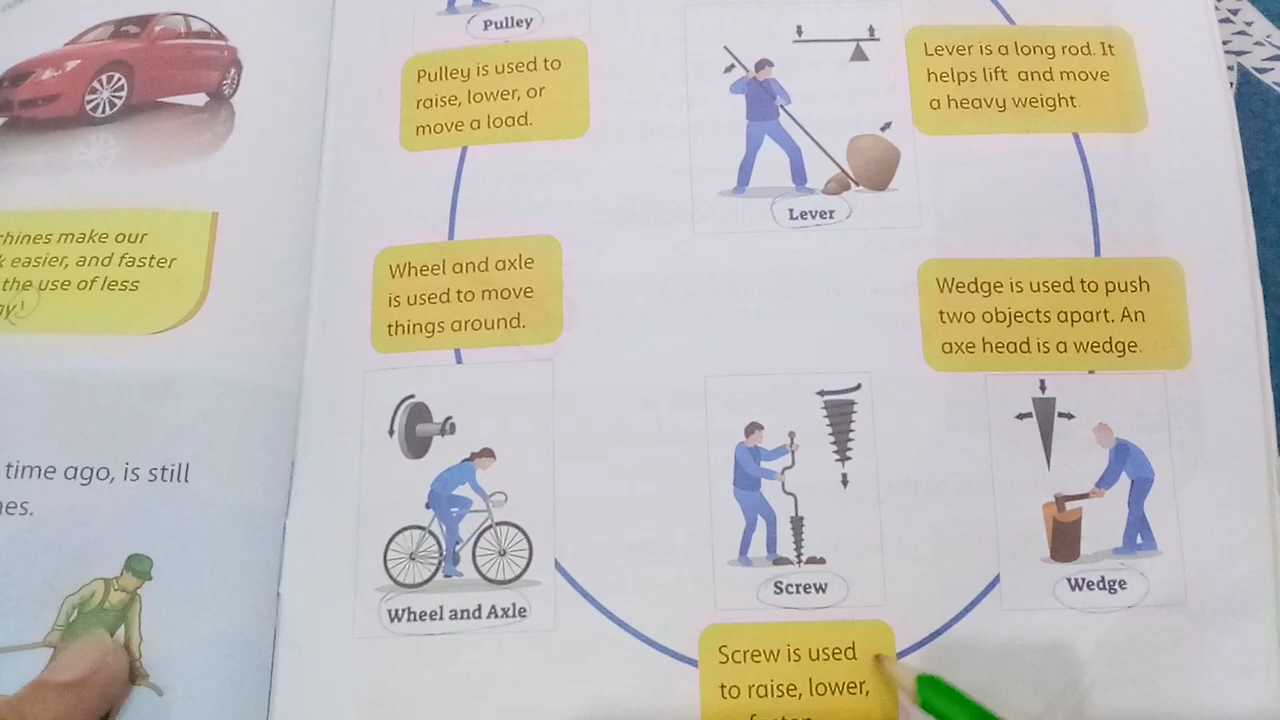 chines make our
easier, and faster
the use of less
time ago, is still
Pulley
Pulley is used to
raise, lower, or
move a load.
Lever is a long rod. It
helps lift and move
a heavy weight.
Lever
Wheel and axle
is used to move
things around.
Wedge is used to push
two objects apart. An
axe head is a wedge.
Wheel and Axle
Screw
Wedge
Screw is used
to raise, lower,